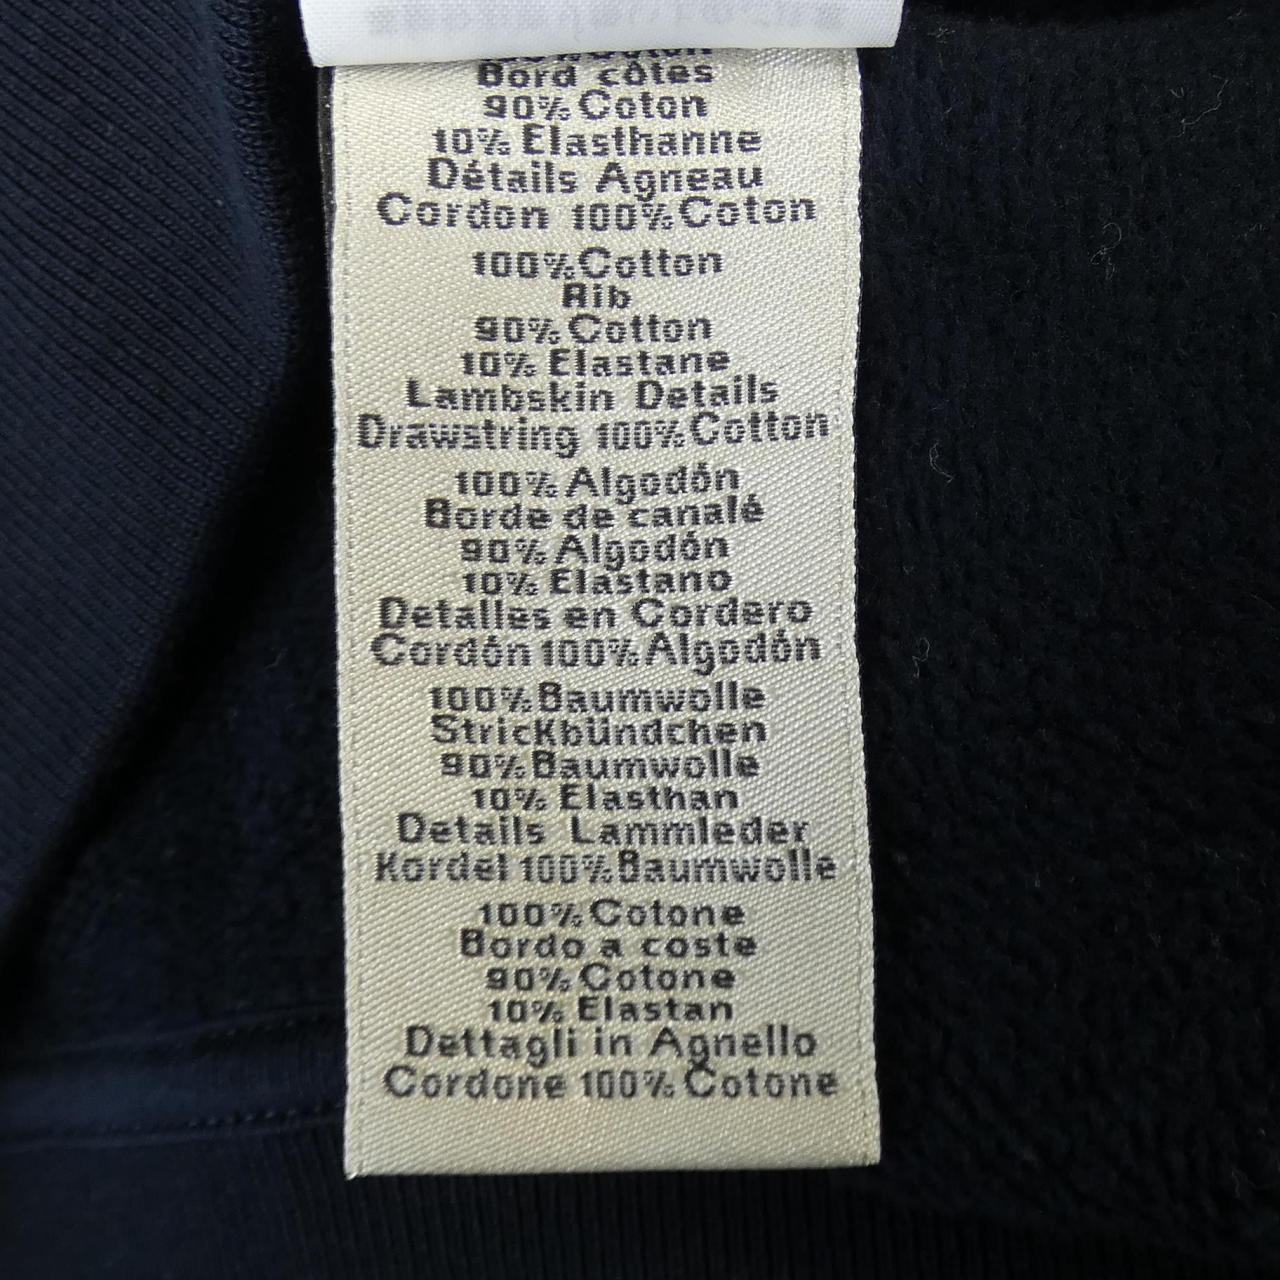 Bord côtes
90% Coton
10% Elasthanne
Détails Agneau
Cordon 100% Coton
100% Cotton
Rib
90% Cotton
10% Elastane
Lambskin Details
Drawstring 100% Cotton
100% Algodón
Borde de canalé
90% Algodón
10% Elastano
Detalles en Cordero
Cordón 100% Algodón
100% Baumwolle
Strickbündchen
90% Baumwolle
10% Elasthan
Details Lammleder
Kordel 100% Baumwolle
100% Cotone
Bordo a coste
90% Cotone
10% Elastan
Dettagli in Agnello
Cordone 100% Cotone